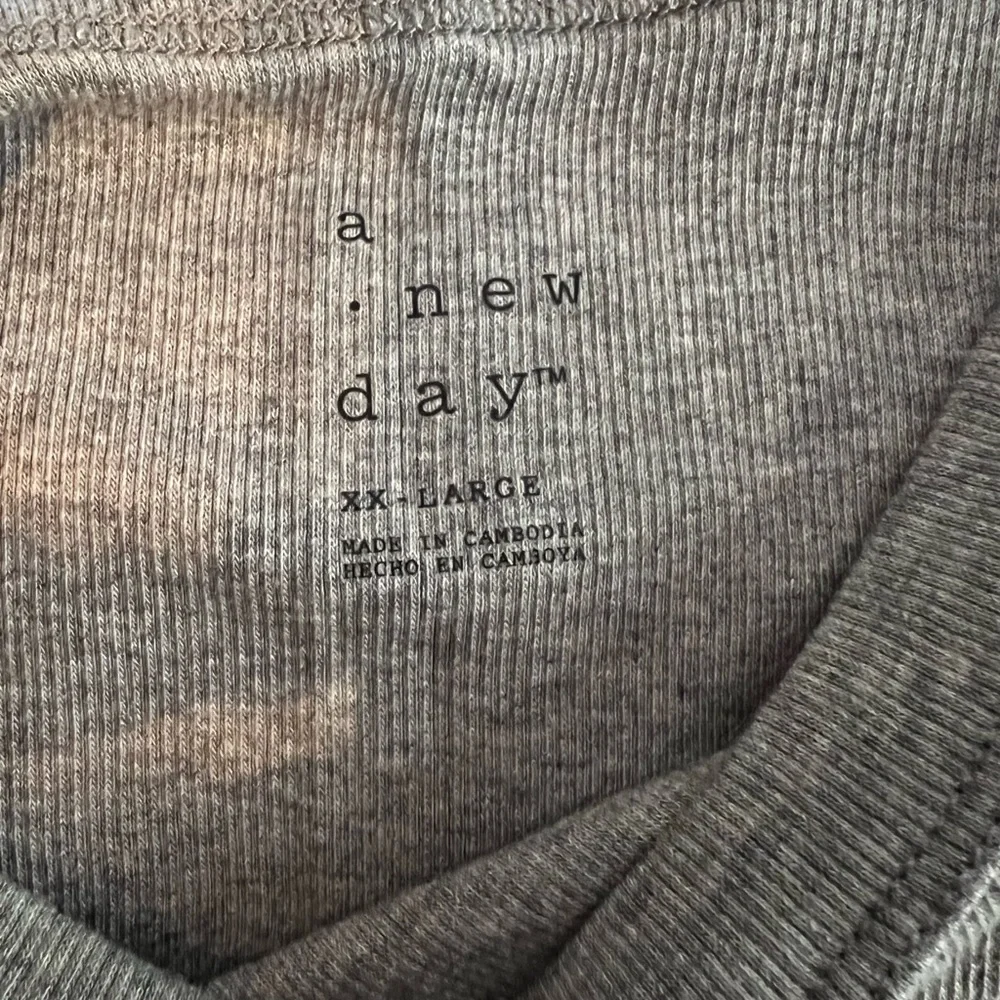 a
· new
day™
XX-LARGE
MADE IN CAMBODIA
HECHO EN CAMBOYA